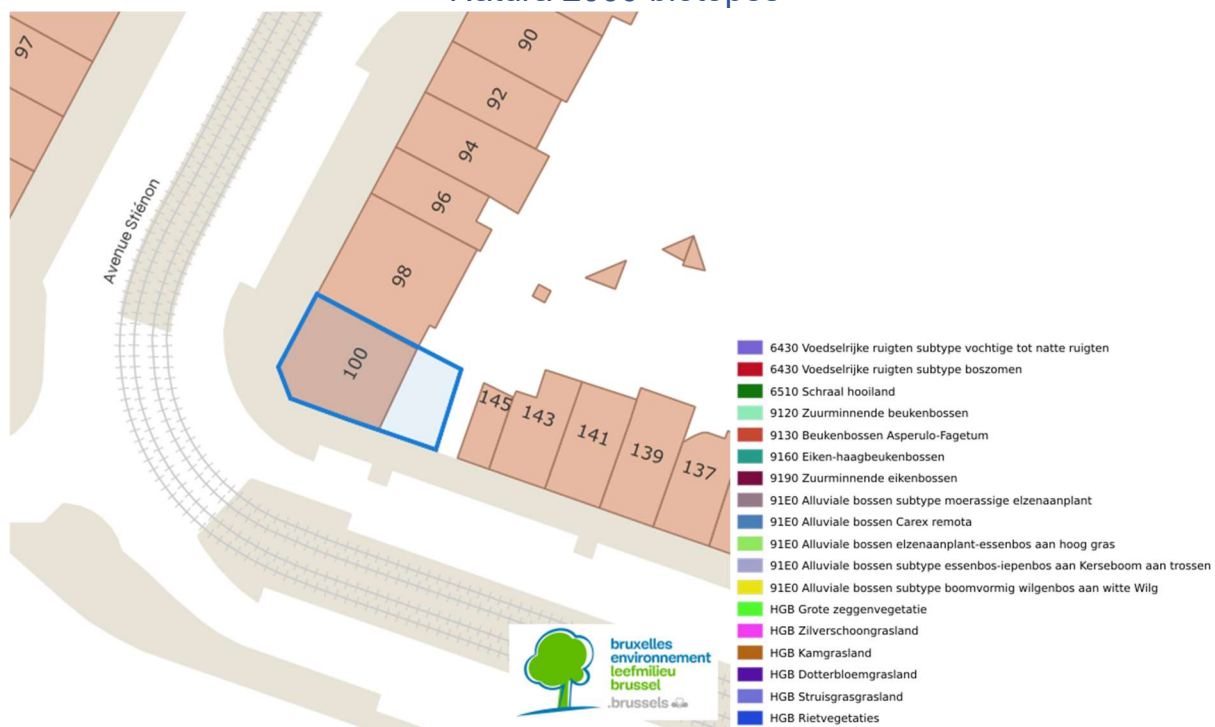 Natura 2000 biotopes
97
90
92
94
96
98
100
Avenue Stiénon
145
143
141
139
137
6430 Voedselrijke ruigten subtype vochtige tot natte ruigten
6430 Voedselrijke ruigten subtype boszomen
6510 Schraal hooiland
9120 Zuurminnende beukenbossen
9130 Beukenbossen Asperulo-Fagetum
9160 Eiken-haagbeukenbossen
9190 Zuurminnende eikenbossen
91E0 Alluviale bossen subtype moerassige elzenaanplant
91E0 Alluviale bossen Carex remota
91E0 Alluviale bossen elzenaanplant-essenbos aan hoog gras
91E0 Alluviale bossen subtype essenbos-iepenbos aan Kerseboom aan trossen
91E0 Alluviale bossen subtype boomvormig wilgenbos aan witte Wilg
HGB Grote zeggenvegetatie
HGB Zilverschoongrasland
HGB Kamgrasland
HGB Dotterbloemgrasland
HGB Struisgrasgrasland
HGB Rietvegetaties
bruxelles
environnement
leefmilieu
brussel
.brussels